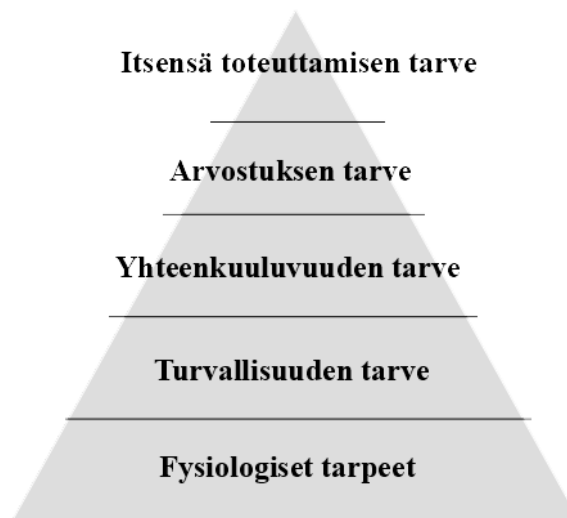 Itsensä toteuttamisen tarve
Arvostuksen tarve
Yhteenkuuluvuuden tarve
Turvallisuuden tarve
Fysiologiset tarpeet